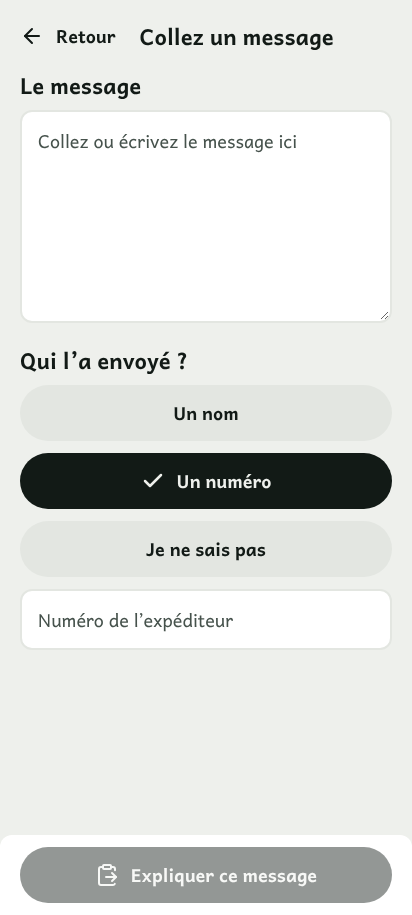 Retour
Collez un message
Le message
Collez ou écrivez le message ici
Qui l’a envoyé ?
Un nom
Un numéro
Je ne sais pas
Numéro de l’expéditeur
Expliquer ce message